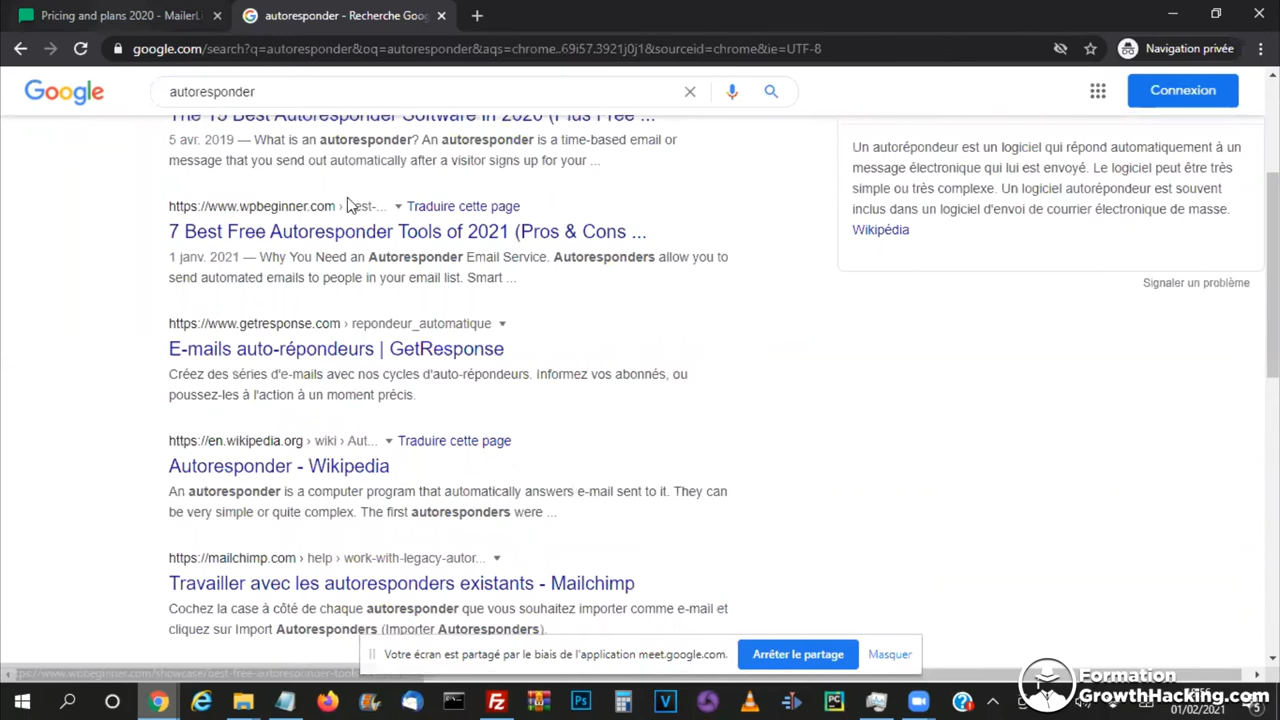 Pricing and plans 2020 - MailerL
autoresponder - Recherche Goog
google.com/search?q=autoresponder&oq=autoresponder&aqs=chrome..69i57.3921j0j1&sourceid=chrome&ie=UTF-8
Navigation privée
Google
autoresponder
Connexion
The 15 Best Autoresponder Software in 2020 (Plus Free ...
5 avr. 2019 — What is an autoresponder? An autoresponder is a time-based email or
message that you send out automatically after a visitor signs up for your ...
https://www.wpbeginner.com › best-... Traduire cette page
7 Best Free Autoresponder Tools of 2021 (Pros & Cons ...
1 janv. 2021 — Why You Need an Autoresponder Email Service. Autoresponders allow you to
send automated emails to people in your email list. Smart ...
https://www.getresponse.com › repondeur_automatique
E-mails auto-répondeurs | GetResponse
Créez des séries d'e-mails avec nos cycles d'auto-répondeurs. Informez vos abonnés, ou
poussez-les à l'action à un moment précis.
https://en.wikipedia.org › wiki › Aut... Traduire cette page
Autoresponder - Wikipedia
An autoresponder is a computer program that automatically answers e-mail sent to it. They can
be very simple or quite complex. The first autoresponders were ...
https://mailchimp.com › help › work-with-legacy-autor...
Travailler avec les autoresponders existants - Mailchimp
Cochez la case à côté de chaque autoresponder que vous souhaitez importer comme e-mail et
cliquez sur Import Autoresponders (Importer Autoresponders).
Un autorépondeur est un logiciel qui répond automatiquement à un
message électronique qui lui est envoyé. Le logiciel peut être très
simple ou très complexe. Un logiciel autorépondeur est souvent
inclus dans un logiciel d'envoi de courrier électronique de masse.
Wikipédia
Signaler un problème
Votre écran est partagé par le biais de l'application meet.google.com.
Arrêter le partage
Masquer
Formation
GrowthHacking.com
01/02/2021